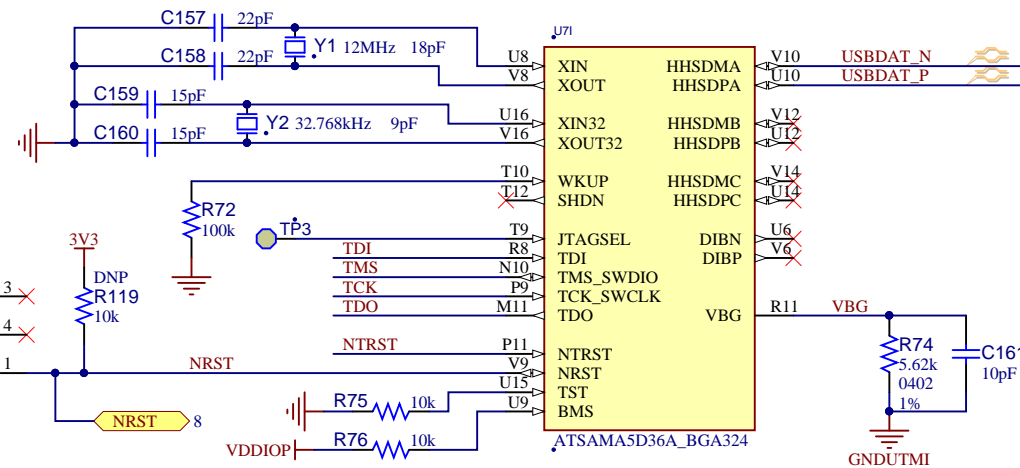 C157 22pF
Y1 12MHz 18pF
C158 22pF
C159 15pF
Y2 32.768kHz 9pF
C160 15pF
R72
100k
TP3
3V3
DNP
R119
10k
3
4
1
NRST
NRST 8
TDI
TMS
TCK
TDO
NTRST
R75 10k
R76 10k
VDDIOP
U7I
U8 XIN
V8 XOUT
U16 XIN32
V16 XOUT32
T10 WKUP
T12 SHDN
T9 JTAGSEL
R8 TDI
N10 TMS_SWDIO
P9 TCK_SWCLK
M11 TDO
P11 NTRST
V9 NRST
U15 TST
U9 BMS
HHSDMA V10 USBDAT_N
HHSDPA U10 USBDAT_P
HHSDMB V12
HHSDPB U12
HHSDMC V14
HHSDPC U14
DIBN U6
DIBP V6
VBG R11 VBG
ATSAMA5D36A_BGA324
R74
5.62k
0402
1%
C161
10pF
GNDUTMI